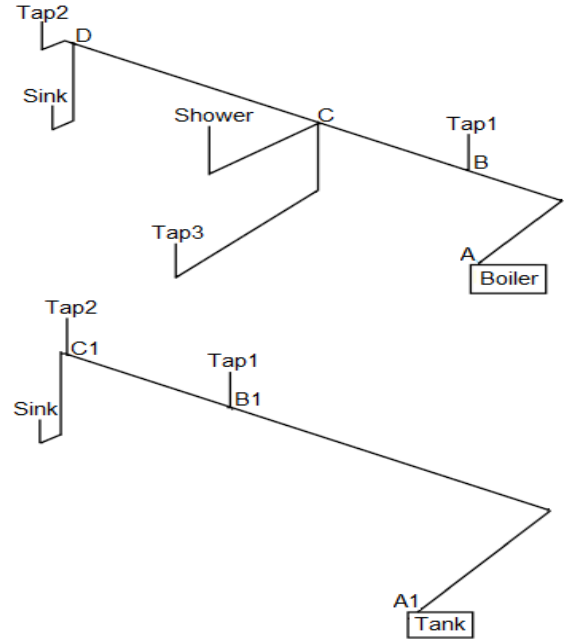 Tap2
D
Sink
Shower
C
Tap1
B
Tap3
A
Boiler
Tap2
C1
Tap1
Sink
B1
A1
Tank